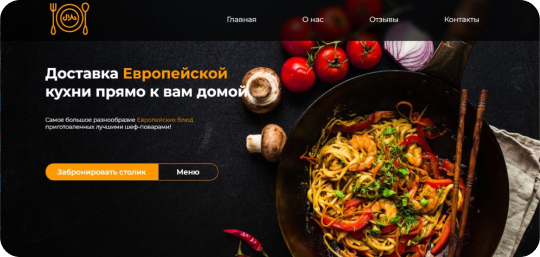 Главная О нас Отзывы Контакты
Доставка Европейской
кухни прямо к вам домой
Самое большое разнообразие Европейских блюд
приготовленных лучшими шеф-поварами!
Забронировать столик Меню